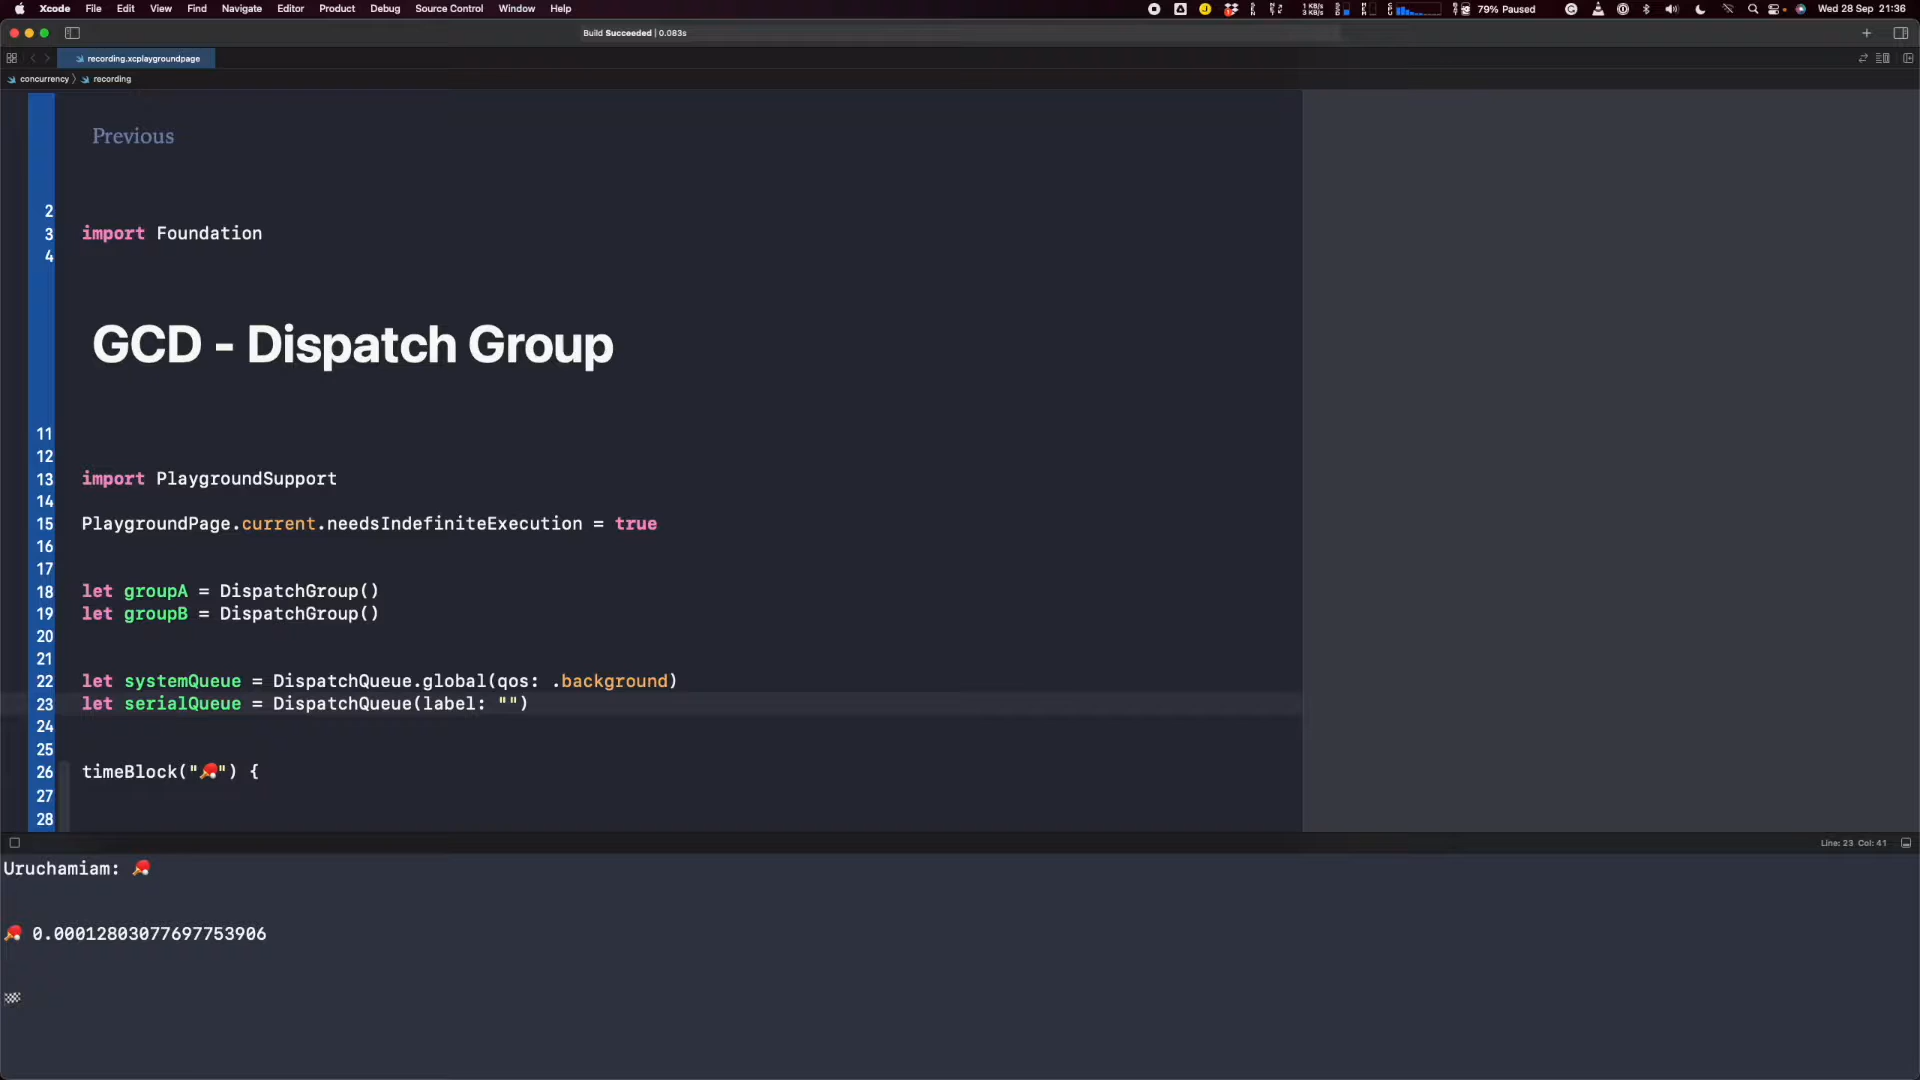 Xcode File Edit View Find Navigate Editor Product Debug Source Control Window Help 1 KB/s 3 KB/s 79% Paused Wed 28 Sep 21:36
Build Succeeded | 0.083s
recording.xcplaygroundpage
concurrency recording
Previous
2
3 import Foundation
4
GCD - Dispatch Group
11
12
13 import PlaygroundSupport
14
15 PlaygroundPage.current.needsIndefiniteExecution = true
16
17
18 let groupA = DispatchGroup()
19 let groupB = DispatchGroup()
20
21
22 let systemQueue = DispatchQueue.global(qos: .background)
23 let serialQueue = DispatchQueue(label: "")
24
25
26 timeBlock("🏓") {
27
28
Line: 23 Col: 41
Uruchamiam: 🏓
🏓 0.00012803077697753906
🏁